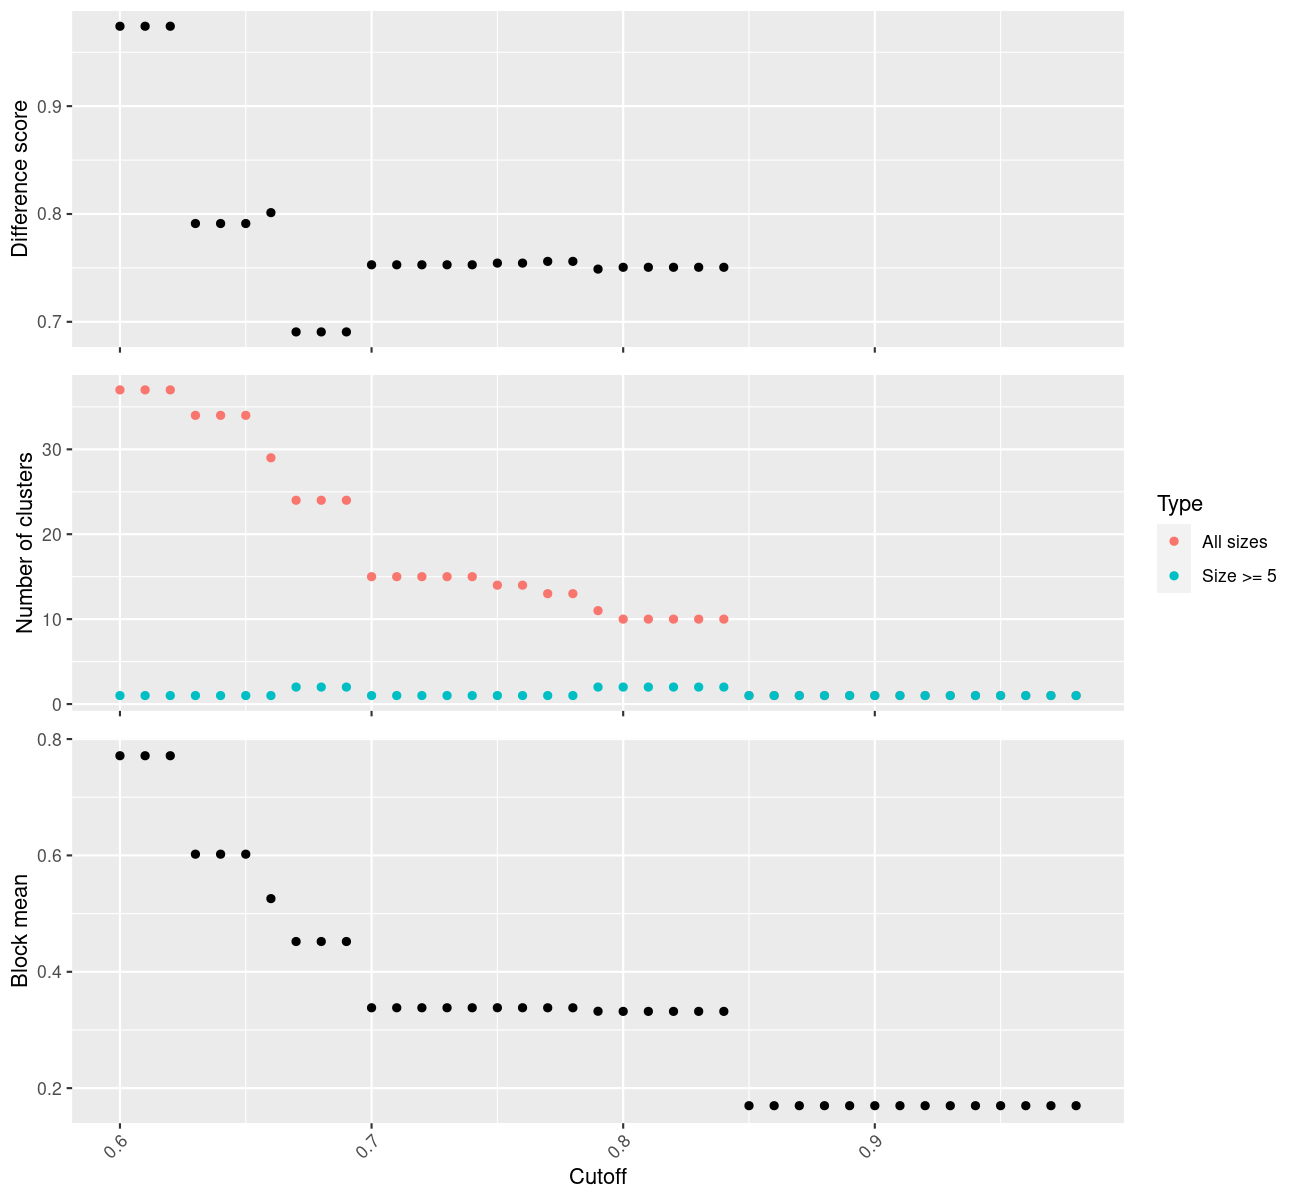 Difference score
0.9
0.8
0.7
Number of clusters
30
20
10
0
Type
All sizes
Size >= 5
Block mean
0.8
0.6
0.4
0.2
0.6
0.7
0.8
0.9
Cutoff